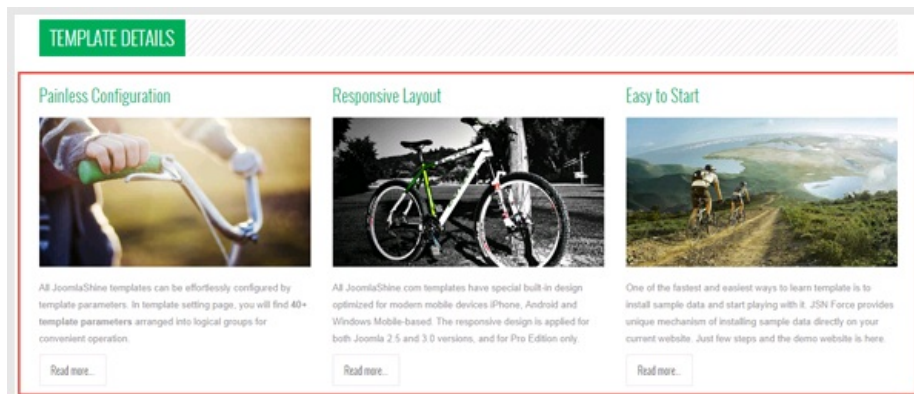 TEMPLATE DETAILS
Painless Configuration
All JoomlaShine templates can be effortlessly configured by
template parameters. In template setting page, you will find 40+
template parameters arranged into logical groups for
convenient operation.
Read more...
Responsive Layout
All JoomlaShine.com templates have special built-in design
optimized for modern mobile devices iPhone, Android and
Windows Mobile-based. The responsive design is applied for
both Joomla 2.5 and 3.0 versions, and for Pro Edition only.
Read more...
Easy to Start
One of the fastest and easiest ways to learn template is to
install sample data and start playing with it. JSN Force provides
unique mechanism of installing sample data directly on your
current website. Just few steps and the demo website is here.
Read more...